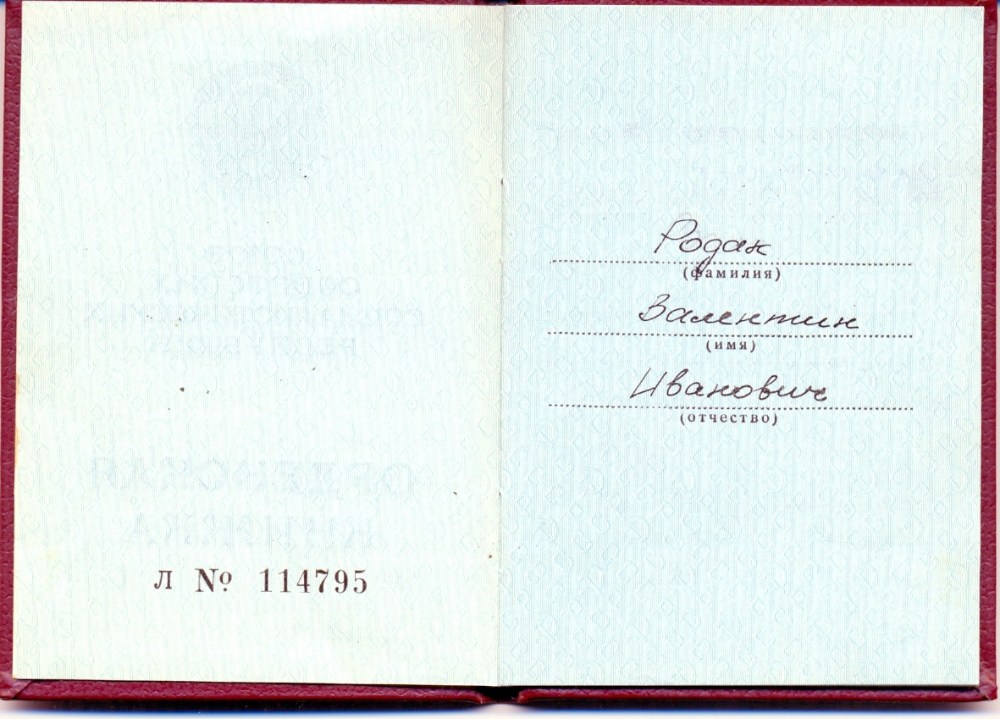 Л № 114795
Родак
(фамилия)
Валентин
(имя)
Иванович
(отчество)